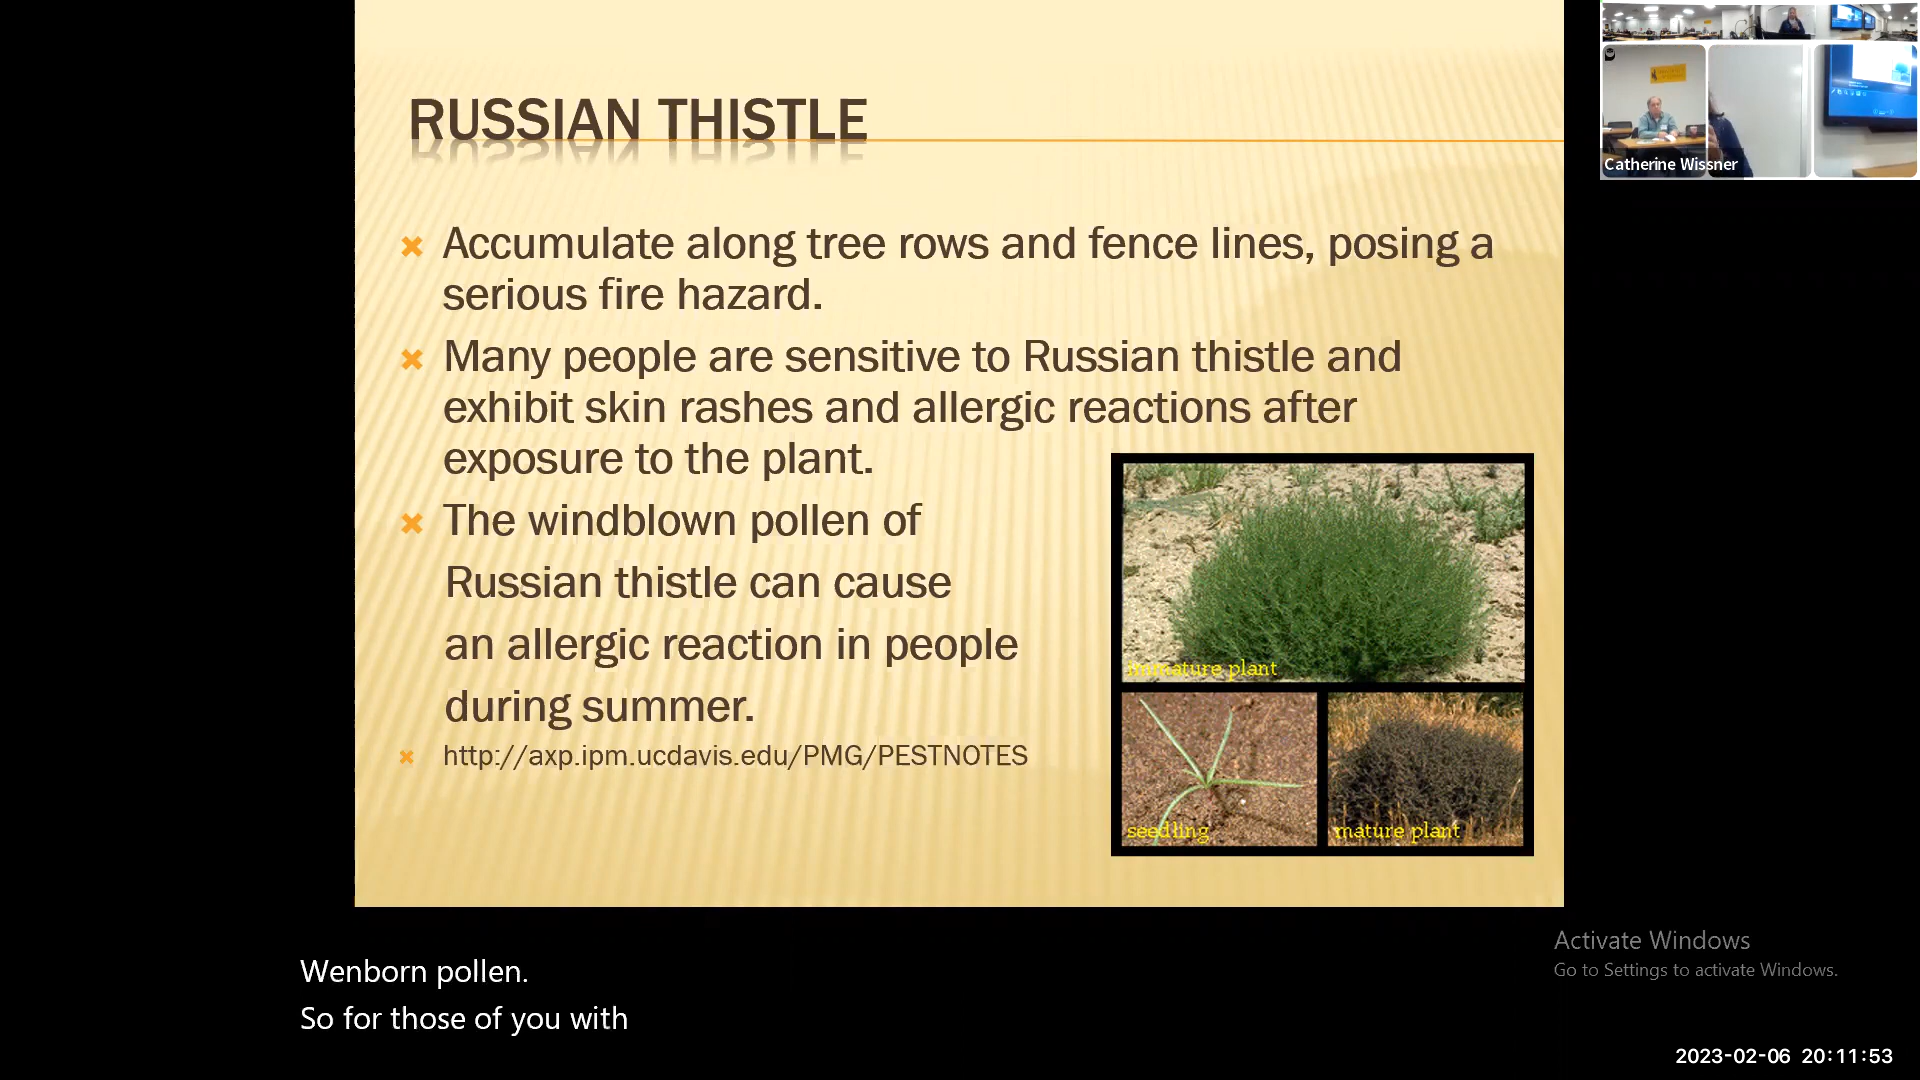 RUSSIAN THISTLE
Accumulate along tree rows and fence lines, posing a
serious fire hazard.
Many people are sensitive to Russian thistle and
exhibit skin rashes and allergic reactions after
exposure to the plant.
The windblown pollen of
Russian thistle can cause
an allergic reaction in people
during summer.
http://axp.ipm.ucdavis.edu/PMG/PESTNOTES
immature plant
seedling
mature plant
Catherine Wissner
Wenborn pollen.
So for those of you with
Activate Windows
Go to Settings to activate Windows.
2023-02-06 20:11:53